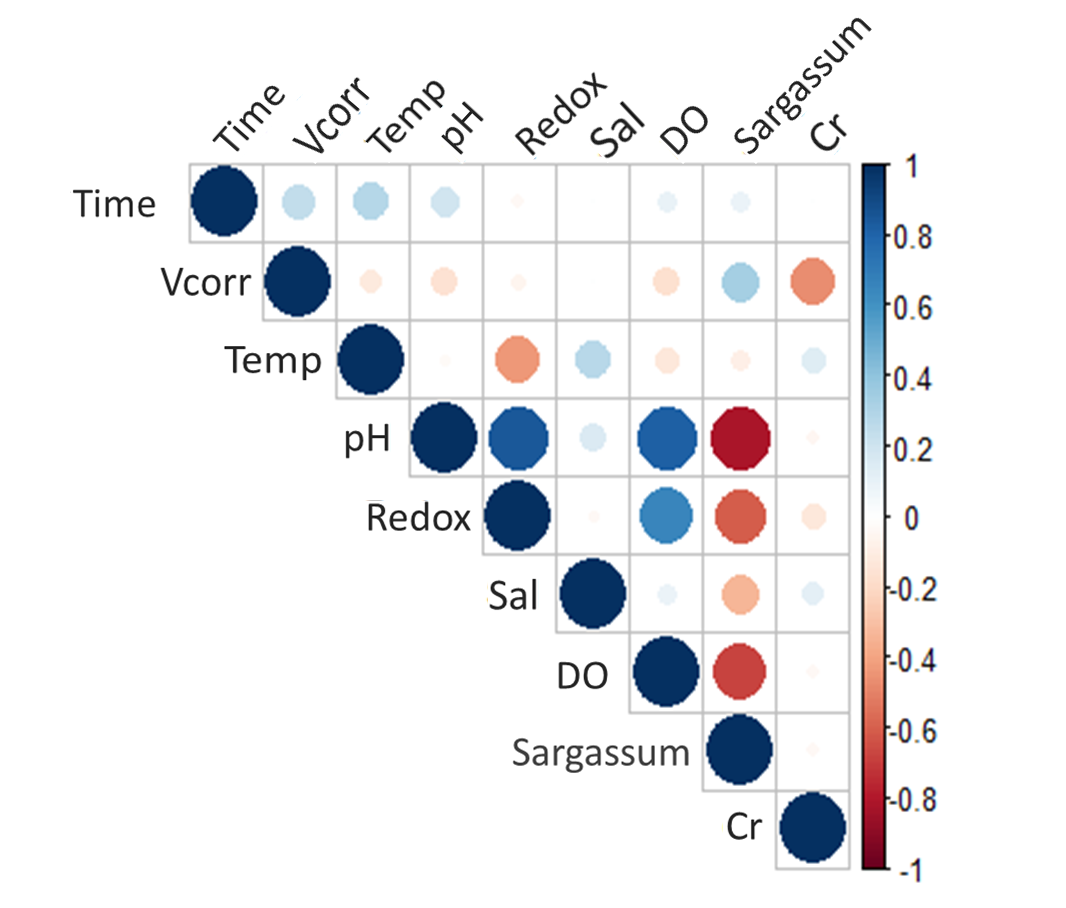 Time
Vcorr
Temp
pH
Redox
Sal
DO
Sargassum
Cr
Time
Vcorr
Temp
pH
Redox
Sal
DO
Sargassum
Cr
1
0.8
0.6
0.4
0.2
0
-0.2
-0.4
-0.6
-0.8
-1